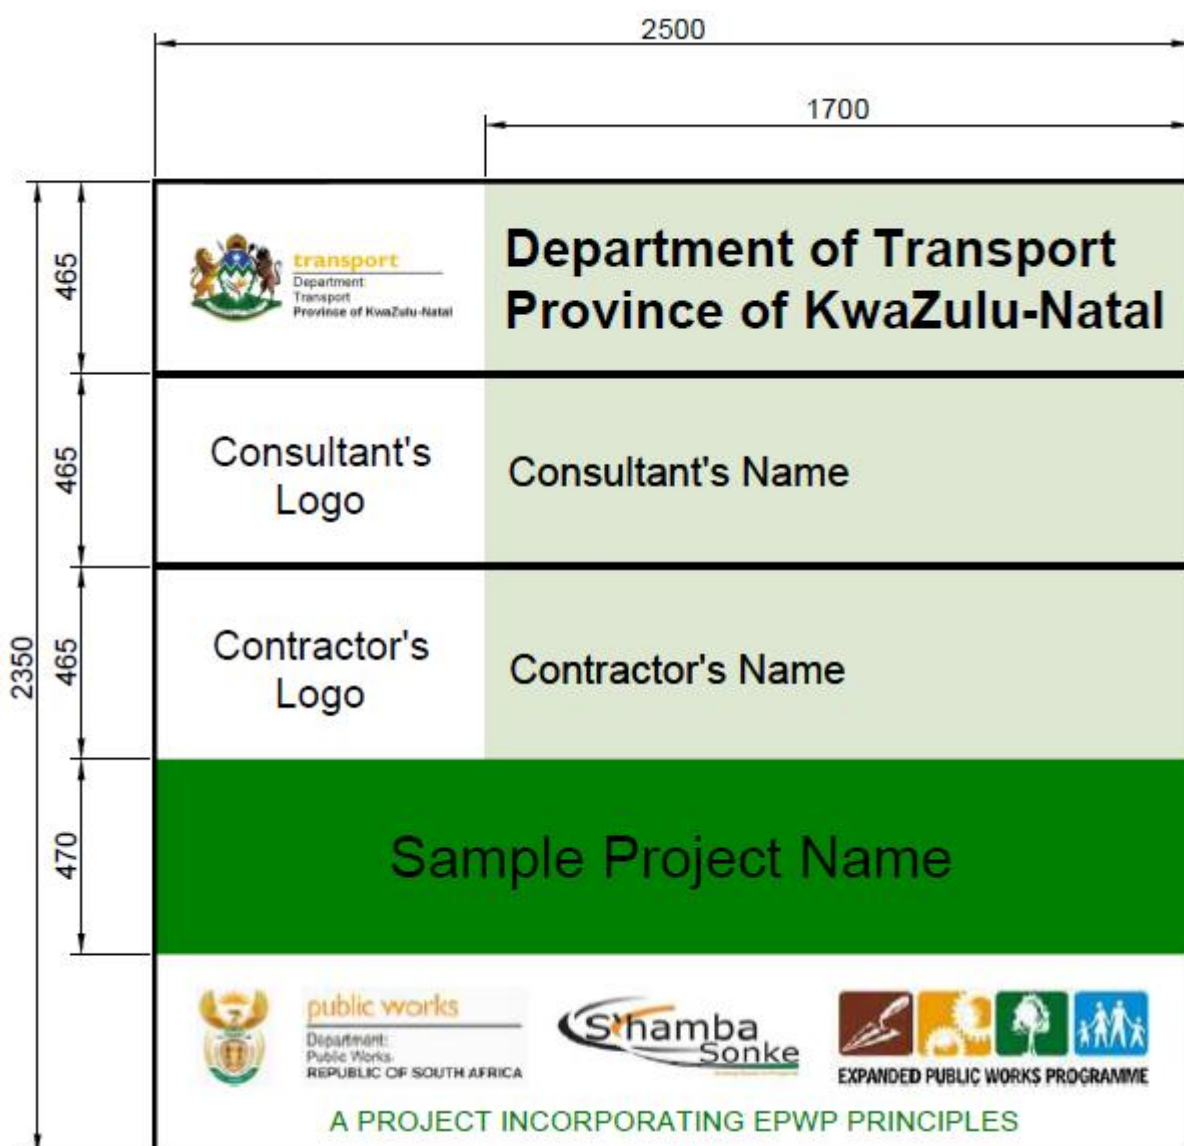 2500
1700
465
transport
Department
Transport
Province of KwaZulu-Natal
Department of Transport
Province of KwaZulu-Natal
465
Consultant's
Logo
Consultant's Name
2350
465
Contractor's
Logo
Contractor's Name
470
Sample Project Name
public works
Department:
Public Works
REPUBLIC OF SOUTH AFRICA
S'hamba
Sonke
EXPANDED PUBLIC WORKS PROGRAMME
A PROJECT INCORPORATING EPWP PRINCIPLES